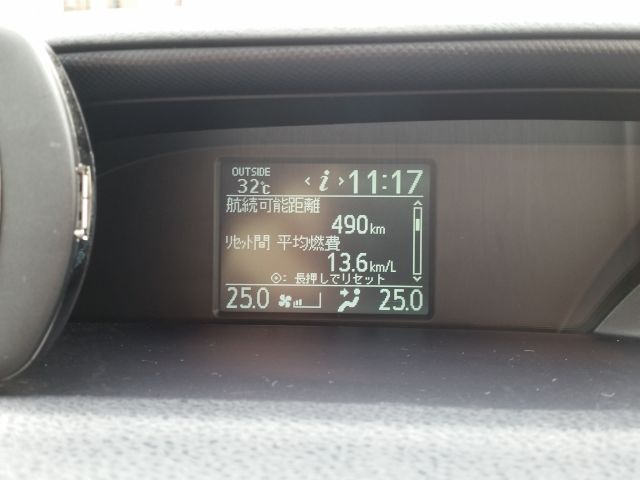 OUTSIDE
32℃ < i > 11:17
航続可能距離
490km
ﾘｾｯﾄ間 平均燃費
13.6km/L
⊙: 長押しでリセット
25.0 25.0